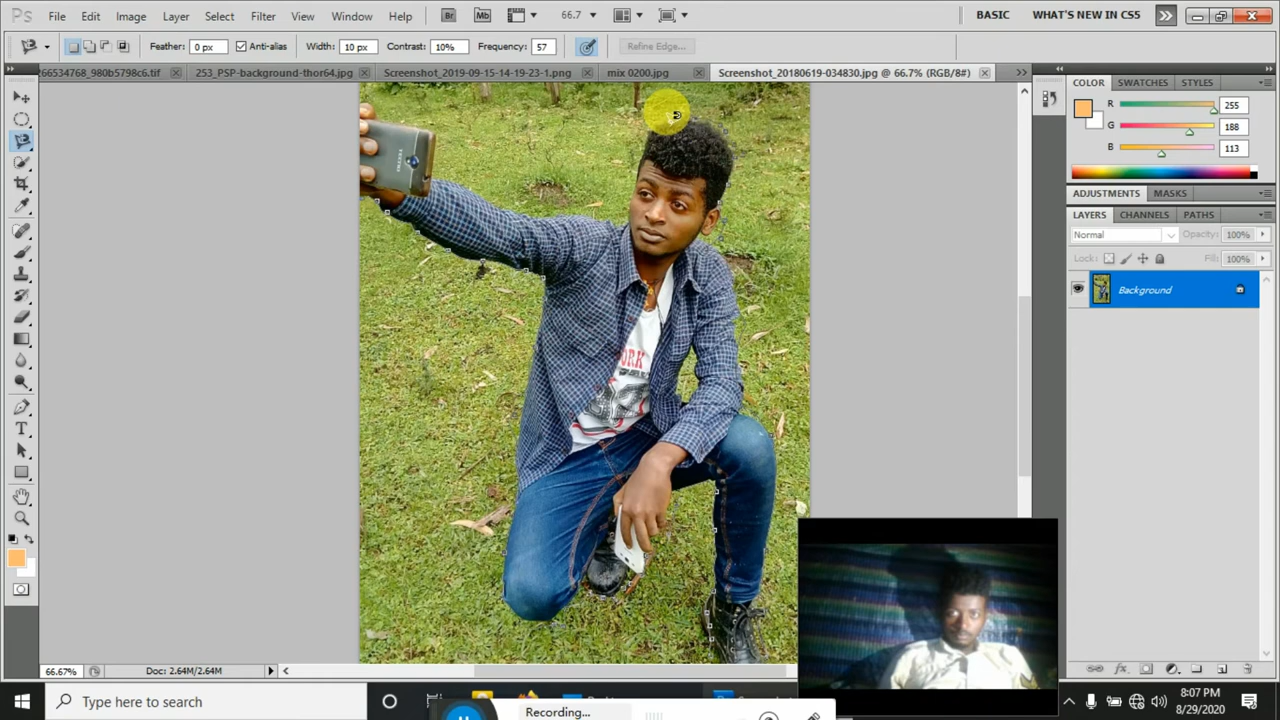 Ps File Edit Image Layer Select Filter View Window Help Br Mb 66.7 BASIC WHAT'S NEW IN CS5
Feather: 0 px Anti-alias Width: 10 px Contrast: 10% Frequency: 57 Refine Edge...
66534768_980b5798c6.tif 253_PSP-background-thor64.jpg Screenshot_2019-09-15-14-19-23-1.png mix 0200.jpg Screenshot_20180619-034830.jpg @ 66.7% (RGB/8#)
COLOR SWATCHES STYLES
R 255
G 188
B 113
ADJUSTMENTS MASKS
LAYERS CHANNELS PATHS
Normal Opacity: 100%
Lock: Fill: 100%
Background
TECNO
WORK
66.67% Doc: 2.64M/2.64M
Type here to search
8:07 PM
8/29/2020
Recording...